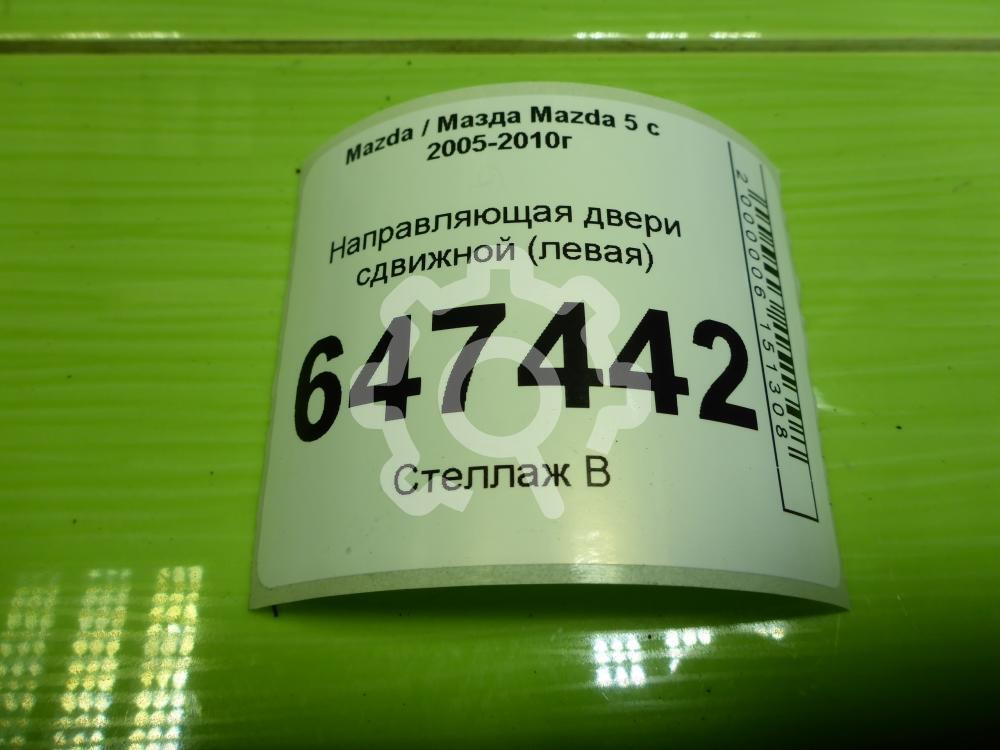 Mazda / Мазда Mazda 5 с
2005-2010г
Направляющая двери
сдвижной (левая)
647442
Стеллаж В
2000006151308